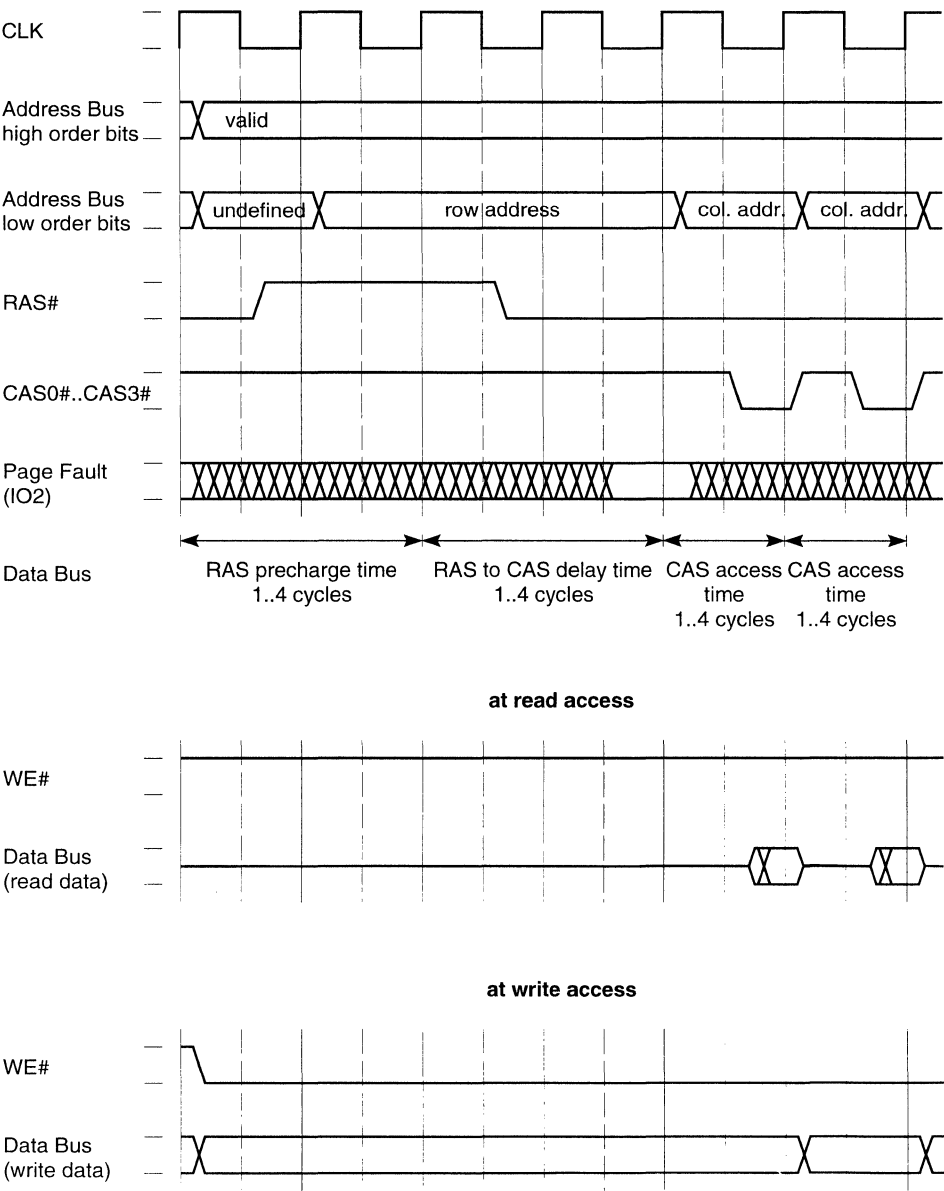 CLK
Address Bus
high order bits
valid
Address Bus
low order bits
undefined
row address
col. addr.
col. addr.
RAS#
CAS0#..CAS3#
Page Fault
(IO2)
Data Bus
RAS precharge time
1..4 cycles
RAS to CAS delay time
1..4 cycles
CAS access
time
1..4 cycles
CAS access
time
1..4 cycles
at read access
WE#
Data Bus
(read data)
at write access
WE#
Data Bus
(write data)